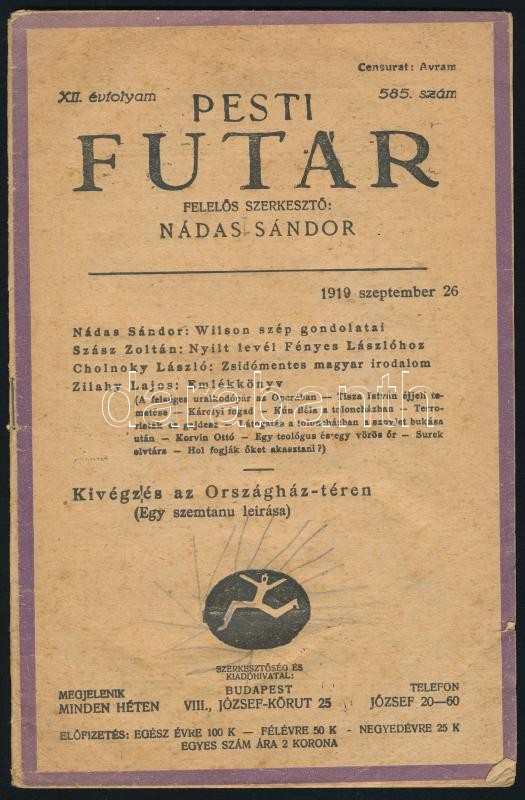 Censurat: Avram
XII. évfolyam
585. szám
PESTI
FUTÁR
FELELŐS SZERKESZTŐ:
NÁDAS SÁNDOR
1919 szeptember 26
Nádas Sándor: Wilson szép gondolatai
Szász Zoltán: Nyilt levél Fényes Lászlóhoz
Cholnoky László: Zsidómentes magyar irodalom
Zilahy Lajos: Emlékkönyv
(A felséges uralkodópár az Operában — Tisza István éjjeli te-
metése — Károlyi fogad — Kún Béla a toloncházban — Terro-
risták és — Látogatás a toloncházban a szovjet bukása
után — Korvin Ottó — Egy teológus és egy vörös őr — Surek
elvtárs — Hol fogják őket akasztani?)
Kivégzés az Országház-téren
(Egy szemtanu leirása)
darabanth
SZERKESZTŐSÉG ÉS
KIADÓHIVATAL:
MEGJELENIK
MINDEN HÉTEN
BUDAPEST
VIII., JÓZSEF-KÖRUT 25
TELEFON
JÓZSEF 20—60
ELŐFIZETÉS: EGÉSZ ÉVRE 100 K — FÉLÉVRE 50 K - NEGYEDÉVRE 25 K
EGYES SZÁM ÁRA 2 KORONA